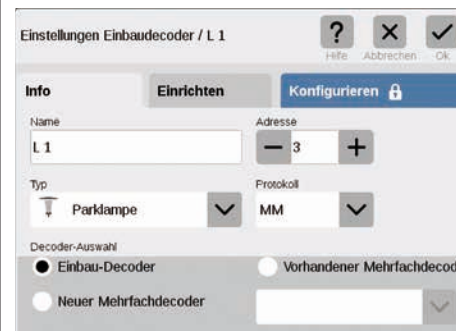 Einstellungen Einbaudecoder / L 1
?
Hilfe Abbrechen Ok
Info Einrichten Konfigurieren
Name Adresse
L 1 3
Typ Protokoll
Parklampe MM
Decoder-Auswahl
Einbau-Decoder Vorhandener Mehrfachdecod
Neuer Mehrfachdecoder